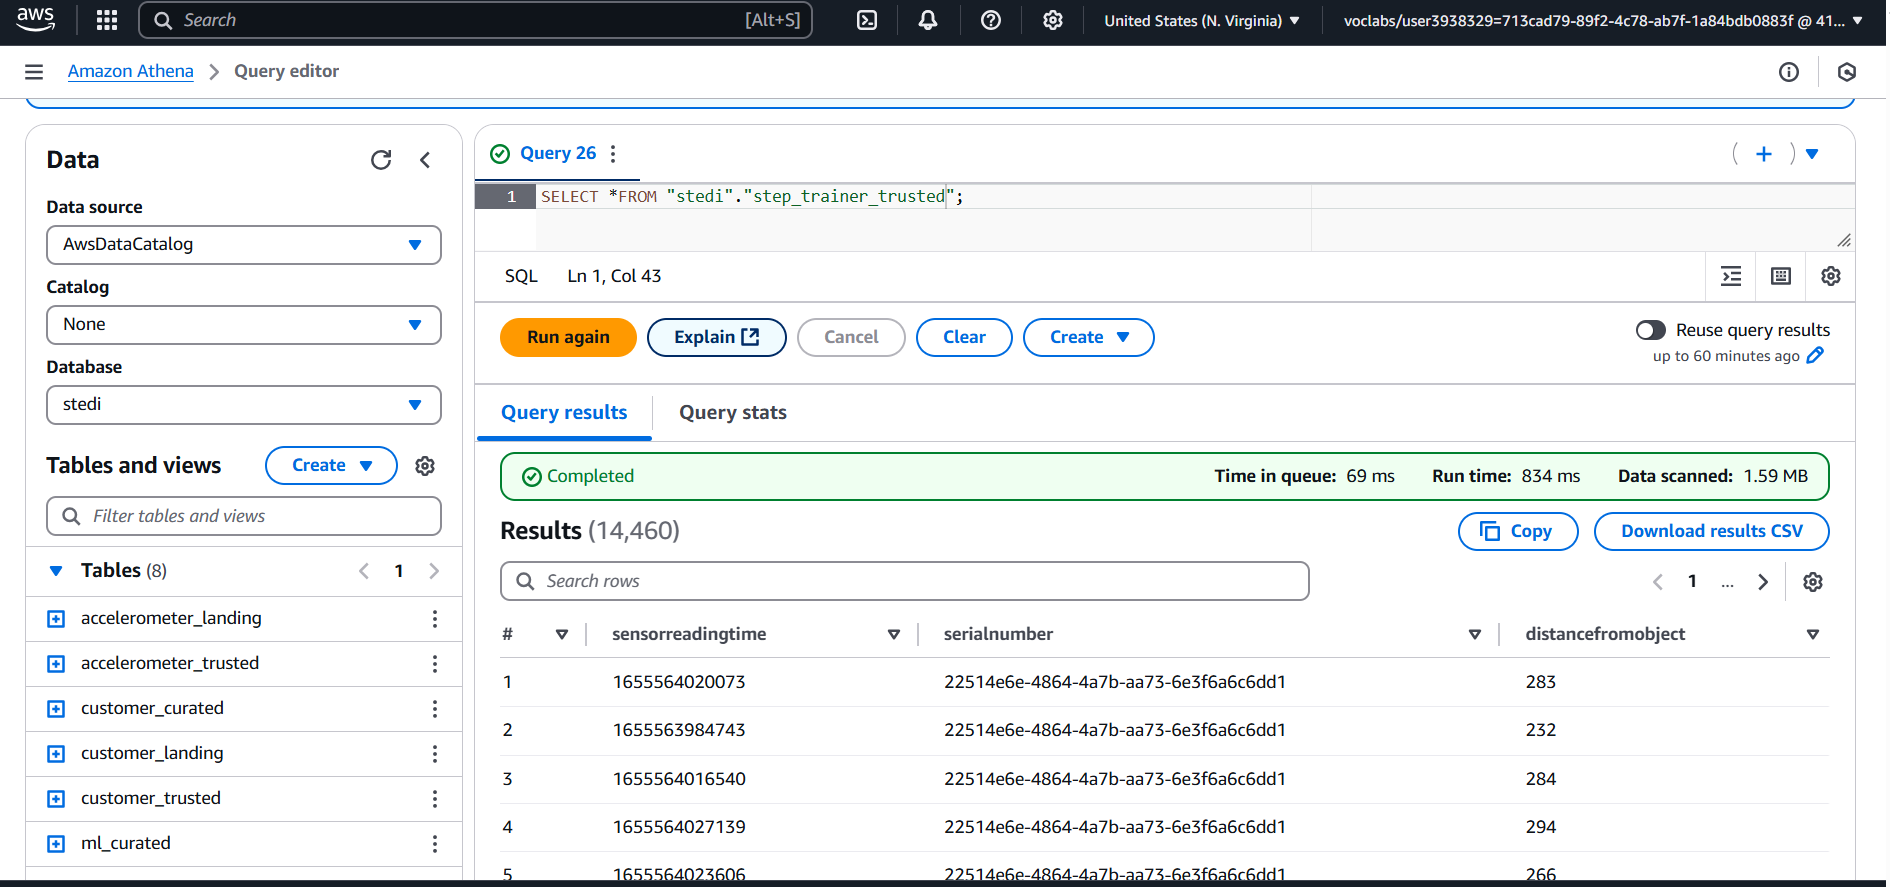 aws
Search [Alt+S]
United States (N. Virginia)
voclabs/user3938329=713cad79-89f2-4c78-ab7f-1a84bdb0883f @ 41...
Amazon Athena > Query editor
Data
Data source
AwsDataCatalog
Catalog
None
Database
stedi
Tables and views
Create
Filter tables and views
Tables (8)
1
accelerometer_landing
accelerometer_trusted
customer_curated
customer_landing
customer_trusted
ml_curated
Query 26
1 SELECT *FROM "stedi"."step_trainer_trusted";
SQL Ln 1, Col 43
Run again
Explain
Cancel
Clear
Create
Reuse query results
up to 60 minutes ago
Query results
Query stats
Completed
Time in queue: 69 ms Run time: 834 ms Data scanned: 1.59 MB
Results (14,460)
Copy
Download results CSV
Search rows
1 ...
# sensorreadingtime serialnumber distancefromobject
1 1655564020073 22514e6e-4864-4a7b-aa73-6e3f6a6c6dd1 283
2 1655563984743 22514e6e-4864-4a7b-aa73-6e3f6a6c6dd1 232
3 1655564016540 22514e6e-4864-4a7b-aa73-6e3f6a6c6dd1 284
4 1655564027139 22514e6e-4864-4a7b-aa73-6e3f6a6c6dd1 294
5 1655564023606 22514e6e-4864-4a7b-aa73-6e3f6a6c6dd1 266